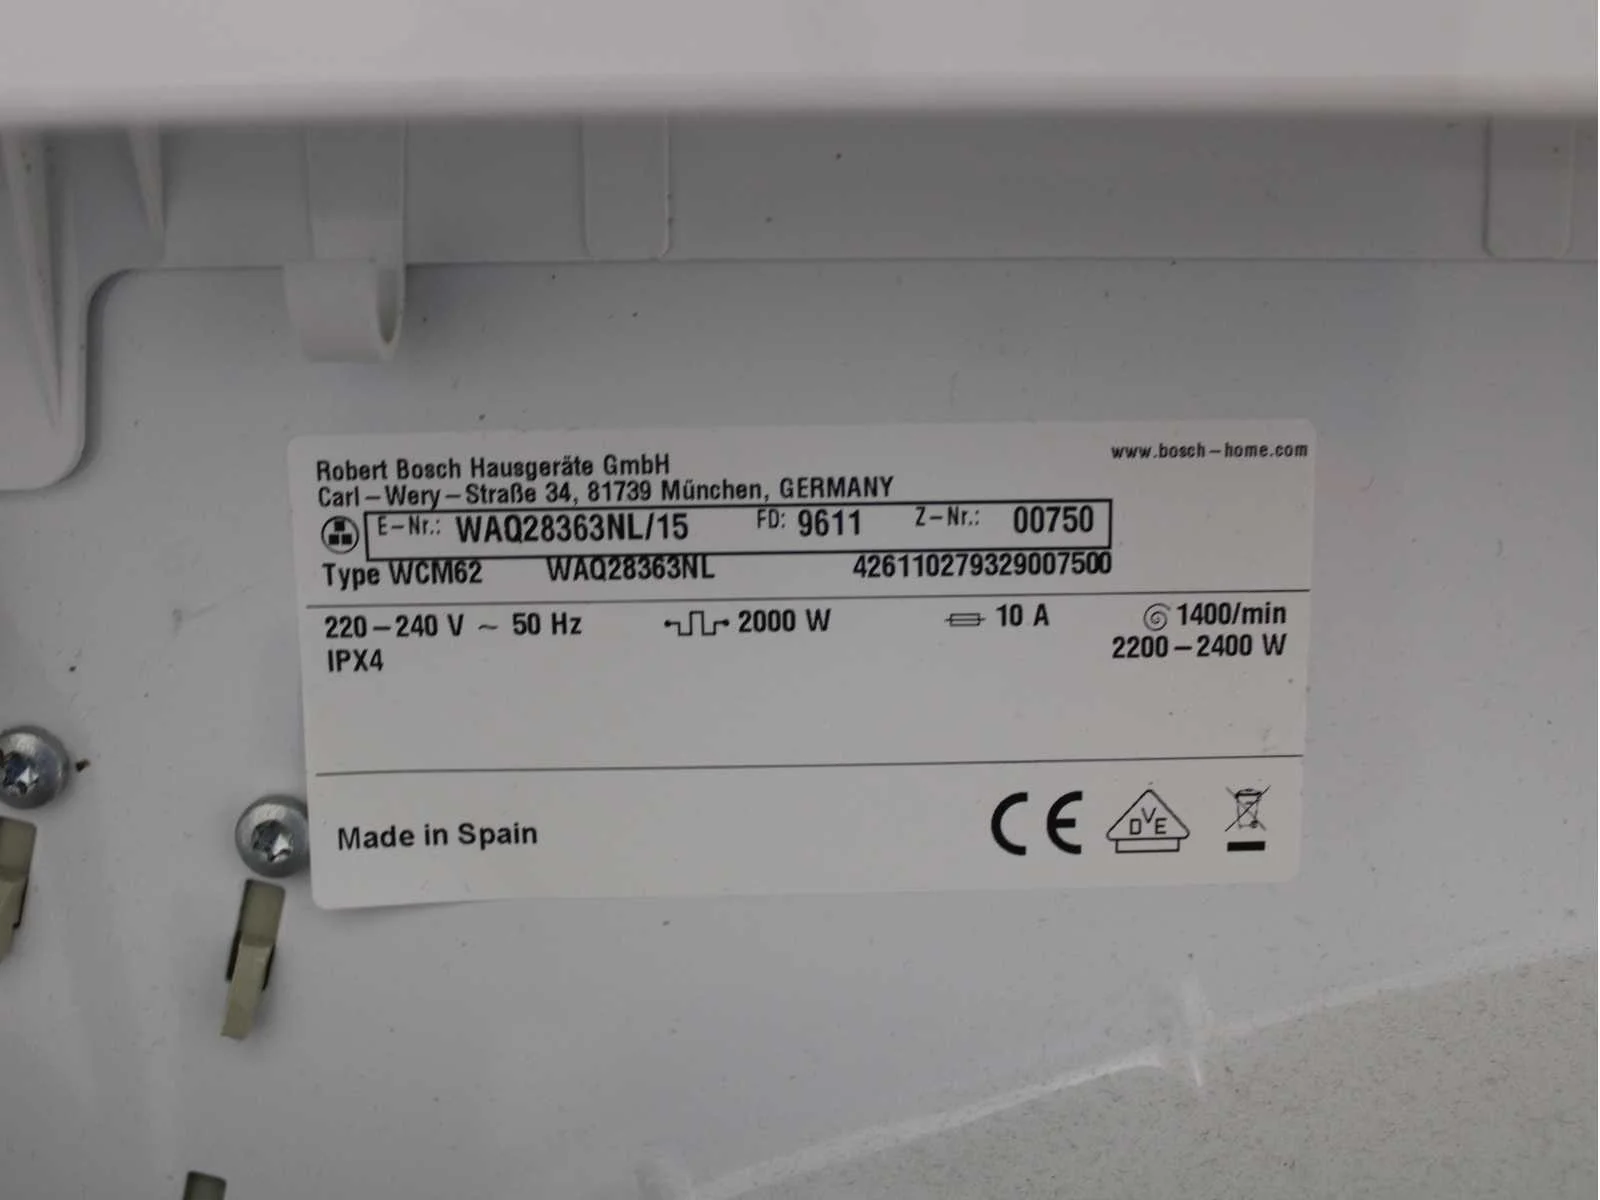 www.bosch-home.com
Robert Bosch Hausgeräte GmbH
Carl-Wery-Straße 34, 81739 München, GERMANY
E-Nr.: WAQ28363NL/15 FD: 9611 Z-Nr.: 00750
Type WCM62 WAQ28363NL 426110279329007500
220-240 V ~ 50 Hz 2000 W 10 A 1400/min
IPX4 2200-2400 W
Made in Spain CE DVE